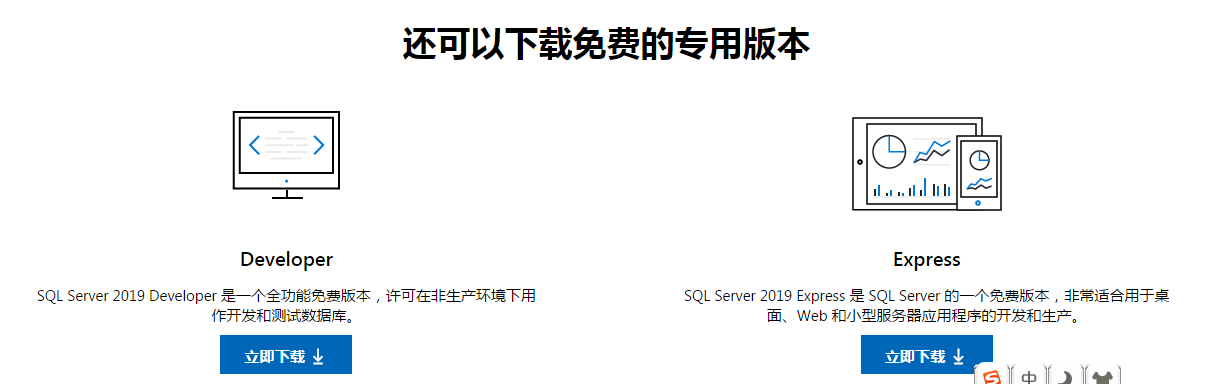 还可以下载免费的专用版本
Developer
SQL Server 2019 Developer 是一个全功能免费版本，许可在非生产环境下用
作开发和测试数据库。
立即下载
Express
SQL Server 2019 Express 是 SQL Server 的一个免费版本，非常适合用于桌
面、Web 和小型服务器应用程序的开发和生产。
立即下载
S 中